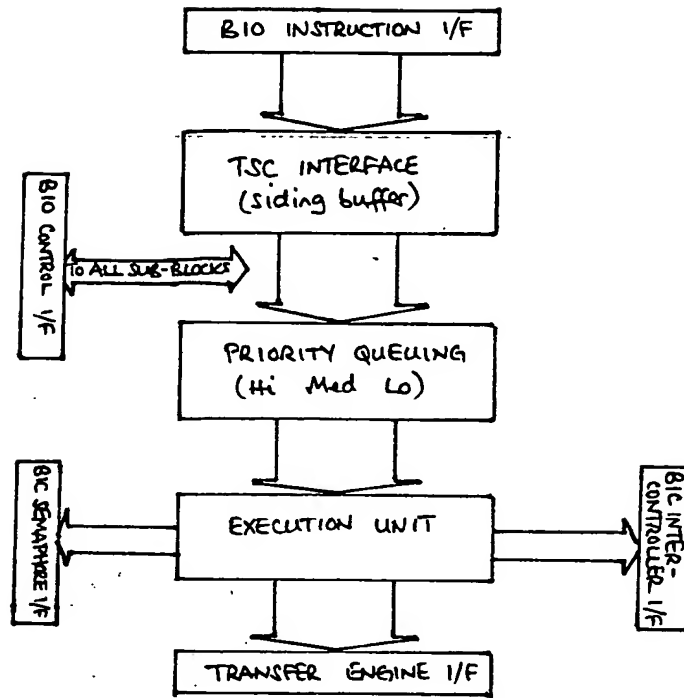 BIO INSTRUCTION I/F
TSC INTERFACE
(siding buffer)
BIO CONTROL I/F
TO ALL SUB-BLOCKS
PRIORITY QUEUING
(Hi Med Lo)
BIC SEMAPHORE I/F
EXECUTION UNIT
BIC INTER-
CONTROLLER I/F
TRANSFER ENGINE I/F